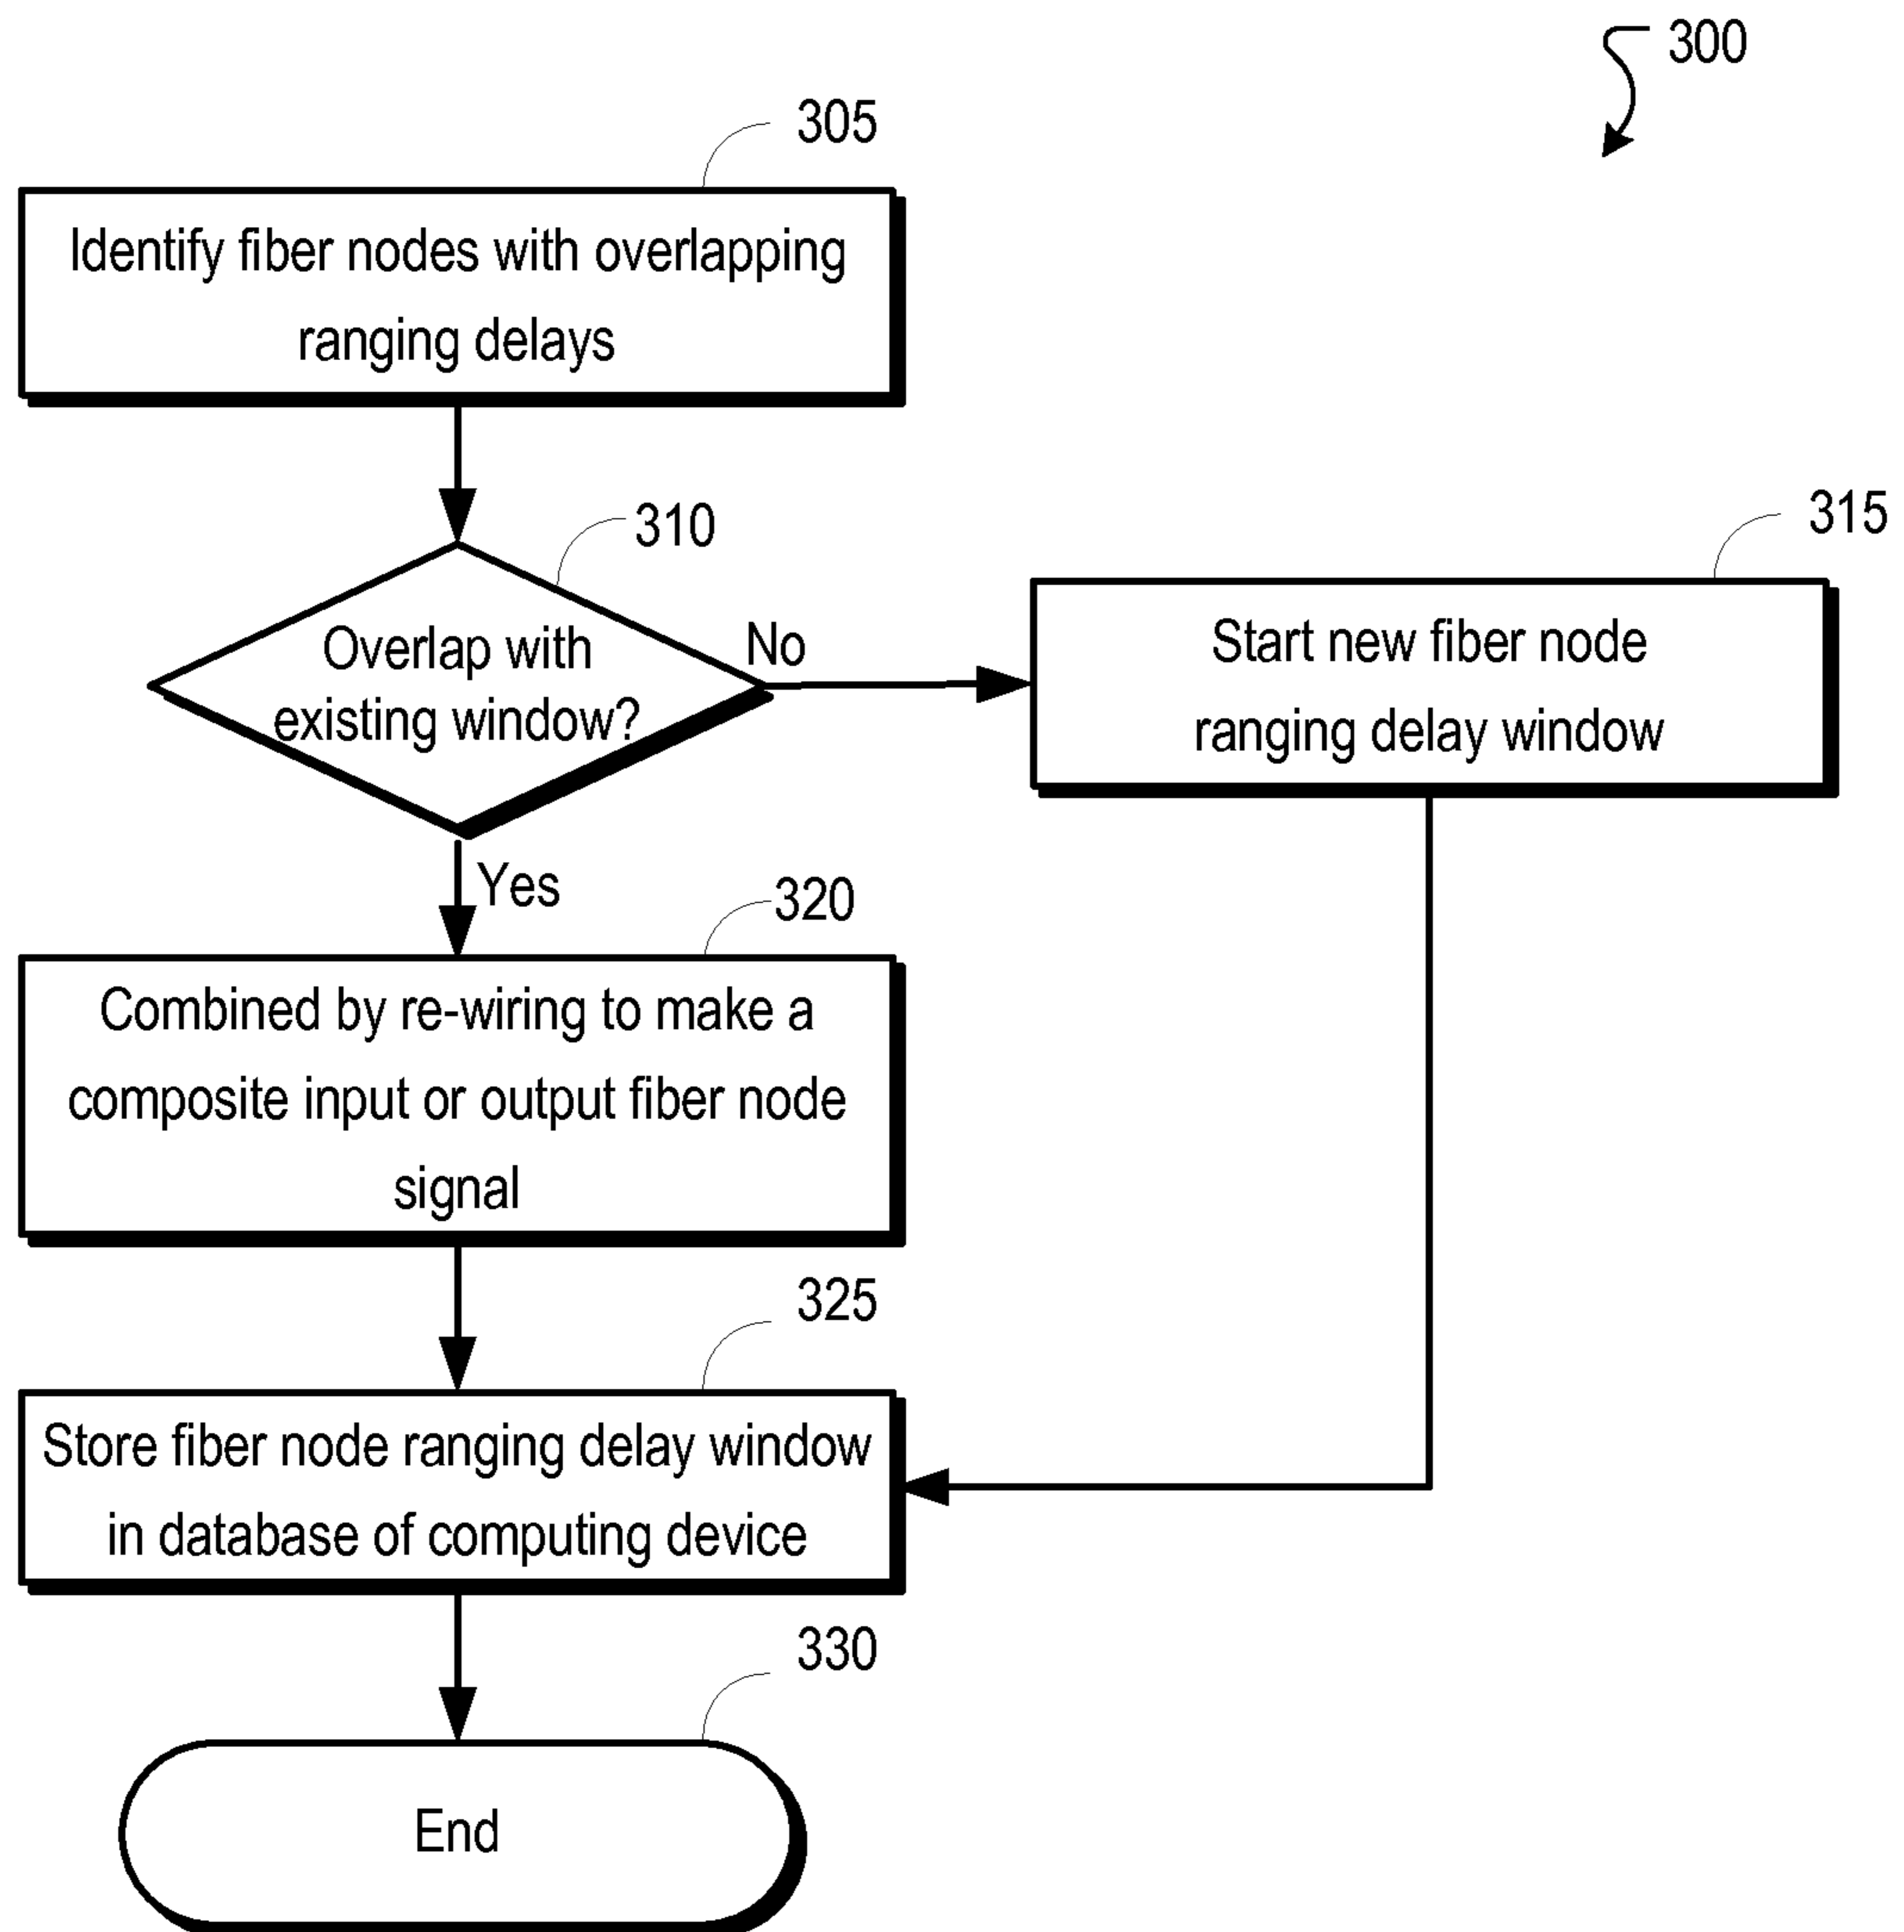 300
305
Identify fiber nodes with overlapping
ranging delays
310
Overlap with
existing window?
No
315
Start new fiber node
ranging delay window
Yes
320
Combined by re-wiring to make a
composite input or output fiber node
signal
325
Store fiber node ranging delay window
in database of computing device
330
End